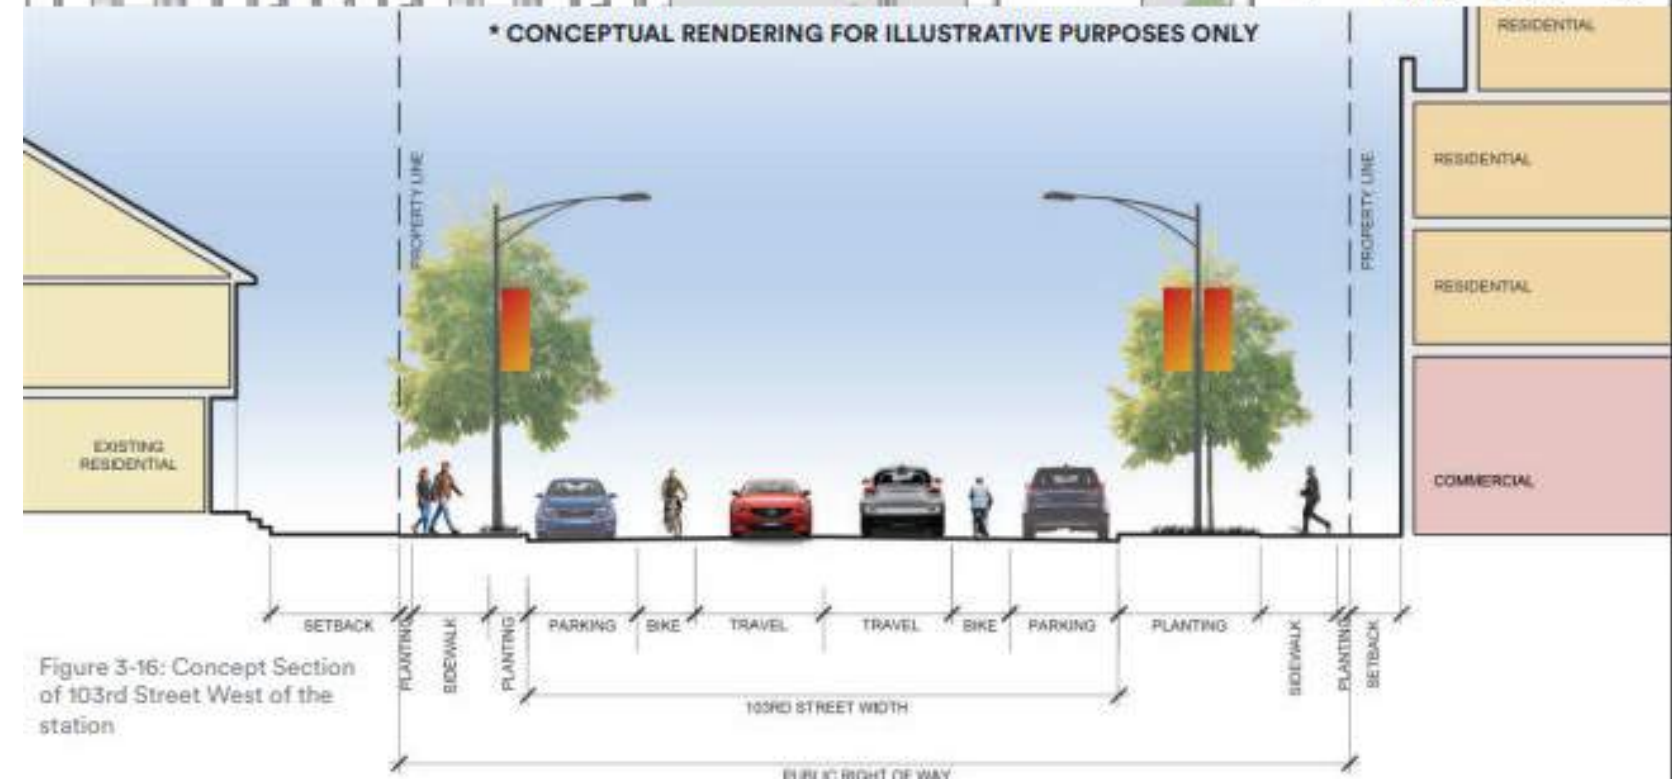 * CONCEPTUAL RENDERING FOR ILLUSTRATIVE PURPOSES ONLY
RESIDENTIAL
PROPERTY LINE
PROPERTY LINE
RESIDENTIAL
RESIDENTIAL
EXISTING
RESIDENTIAL
COMMERCIAL
SETBACK
PLANTING
SIDEWALK
PLANTING
PARKING
BIKE
TRAVEL
TRAVEL
BIKE
PARKING
PLANTING
SIDEWALK
PLANTING
SETBACK
Figure 3-16: Concept Section
of 103rd Street West of the
station
103RD STREET WIDTH
PUBLIC RIGHT OF WAY